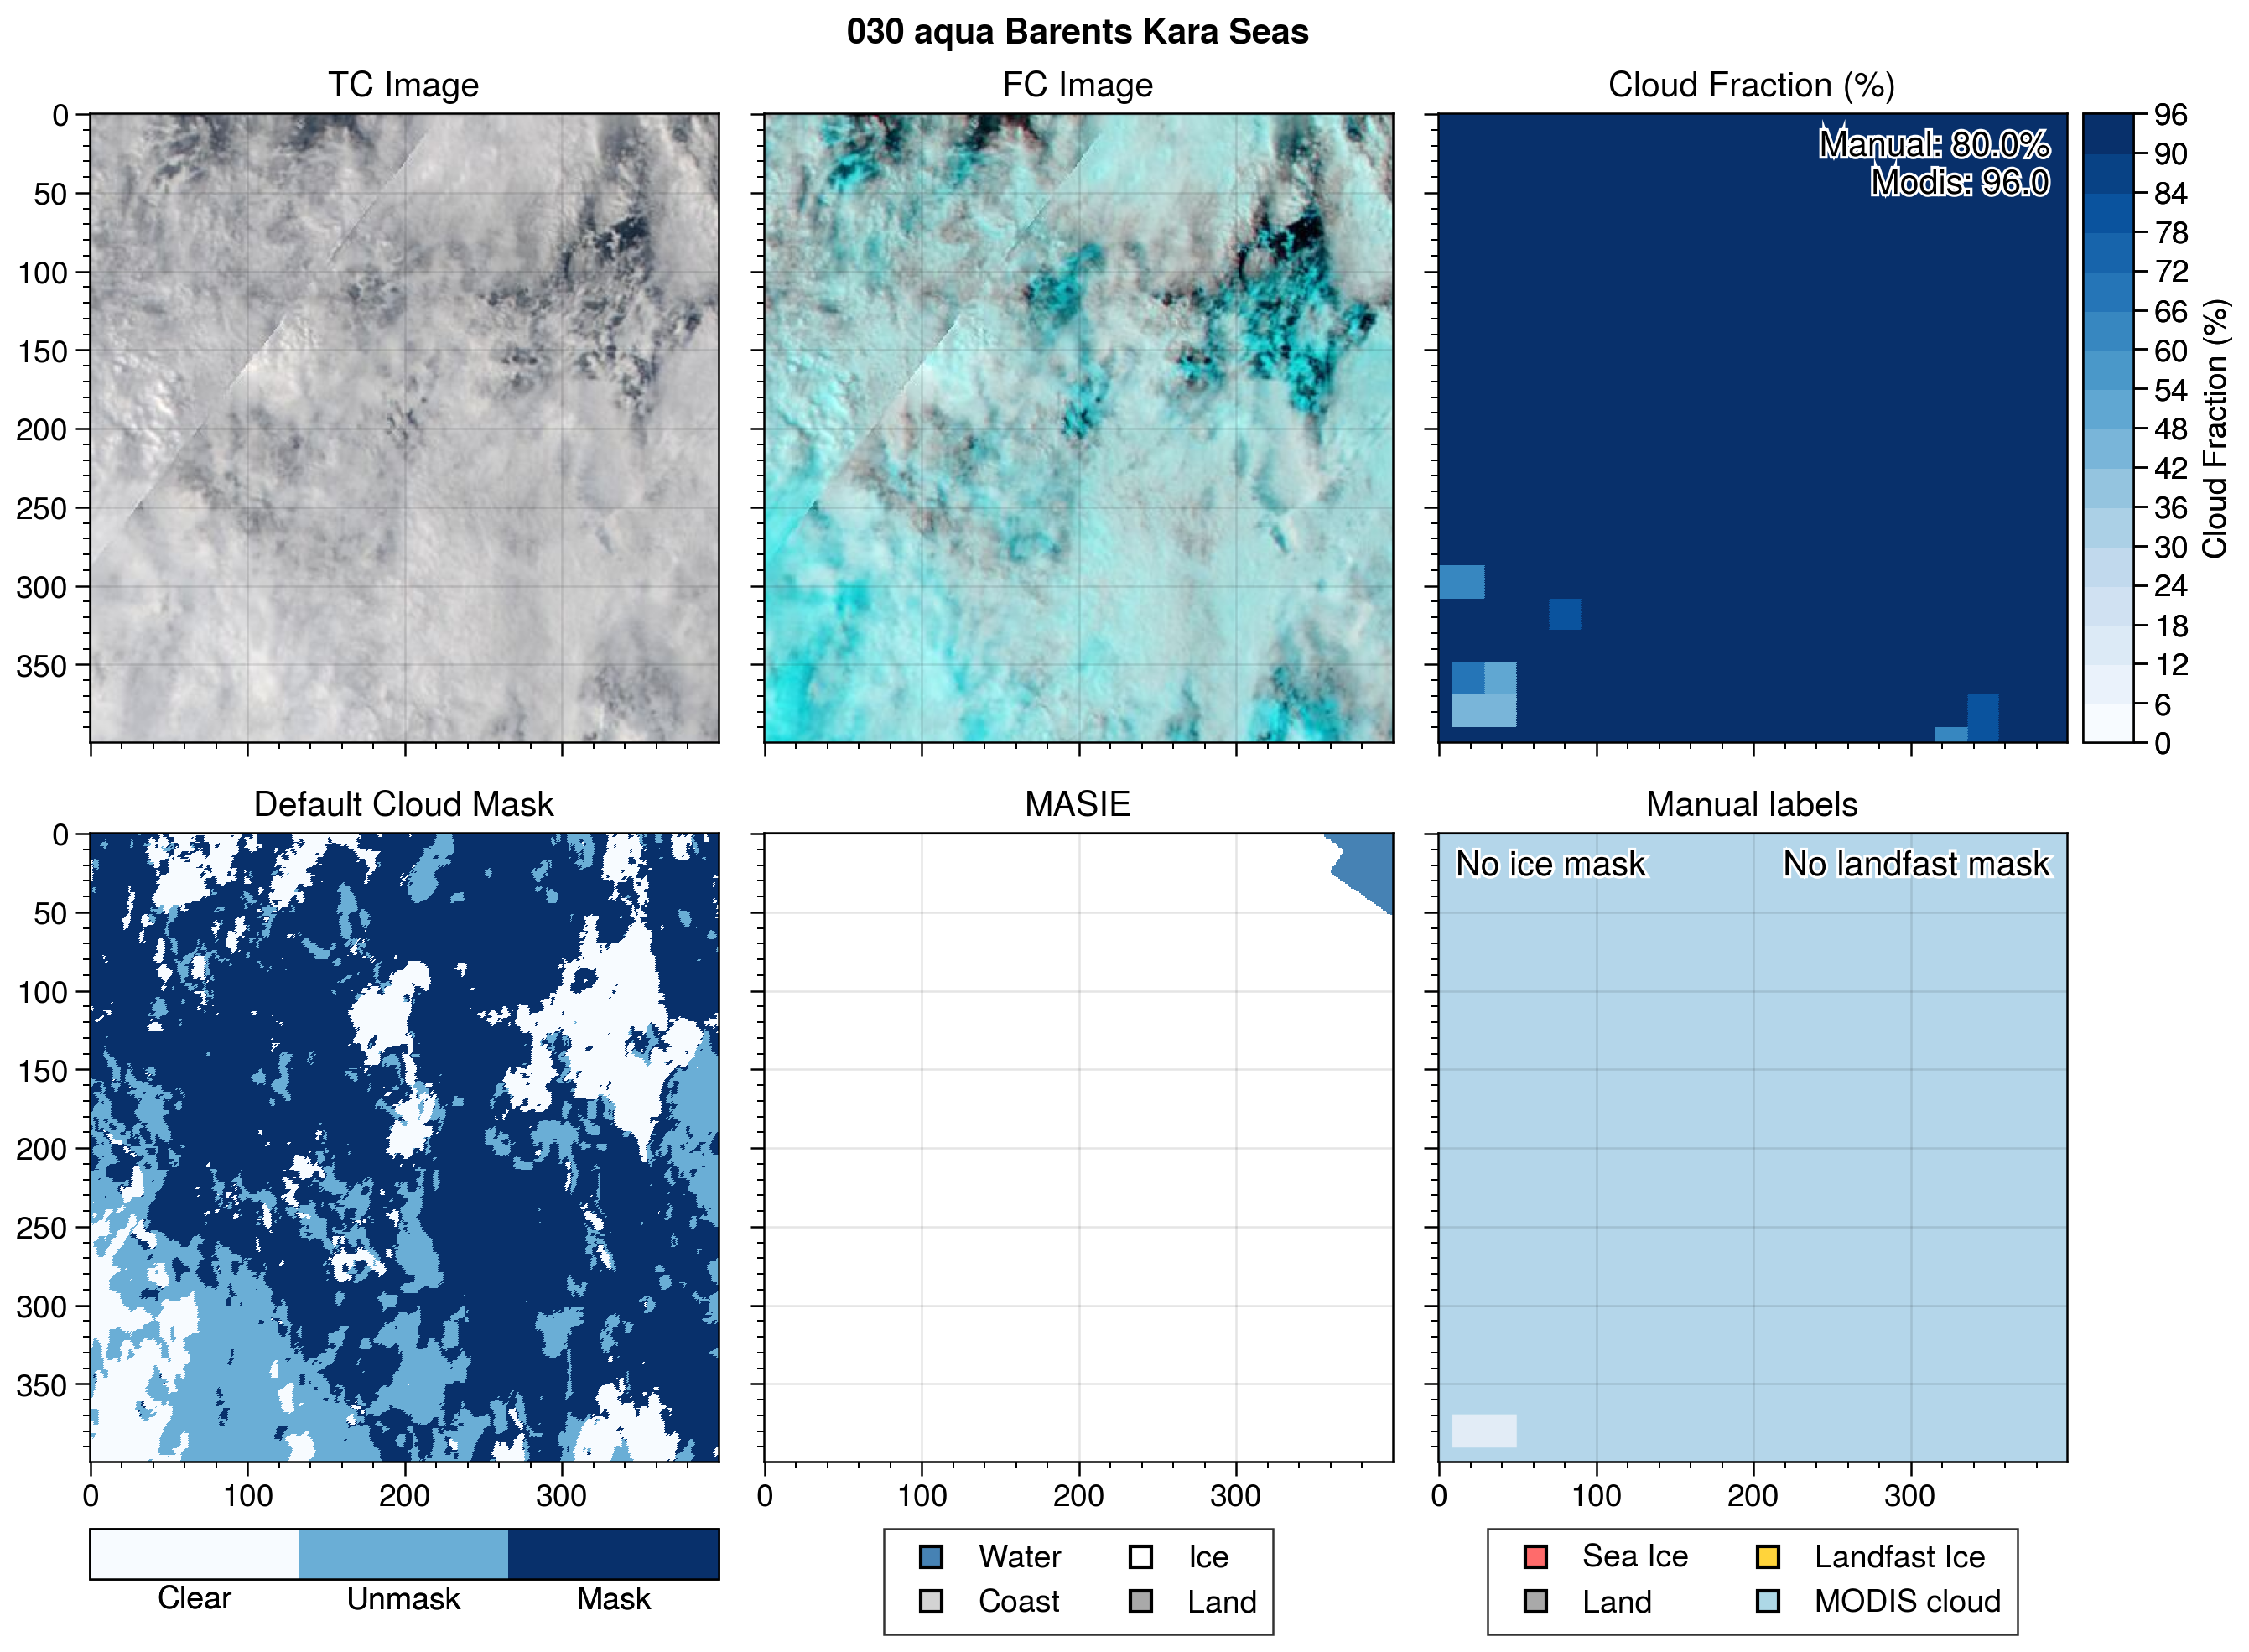 030 aqua Barents Kara Seas
TC Image
FC Image
Cloud Fraction (%)
0
50
100
150
200
250
300
350
Manual: 80.0%
Modis: 96.0
96
90
84
78
72
66
60
54
48
42
36
30
24
18
12
6
0
Cloud Fraction (%)
Default Cloud Mask
MASIE
Manual labels
0
50
100
150
200
250
300
350
No ice mask
No landfast mask
0 100 200 300
0 100 200 300
0 100 200 300
Clear Unmask Mask
Water Ice
Coast Land
Sea Ice Landfast Ice
Land MODIS cloud